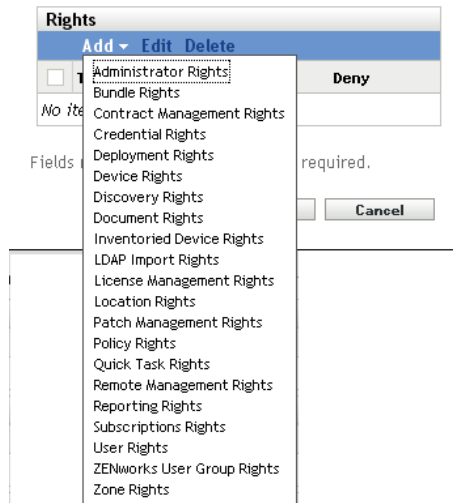 Rights
Add Edit Delete
Deny
No
Fields required.
Cancel
Administrator Rights
Bundle Rights
Contract Management Rights
Credential Rights
Deployment Rights
Device Rights
Discovery Rights
Document Rights
Inventoried Device Rights
LDAP Import Rights
License Management Rights
Location Rights
Patch Management Rights
Policy Rights
Quick Task Rights
Remote Management Rights
Reporting Rights
Subscriptions Rights
User Rights
ZENworks User Group Rights
Zone Rights